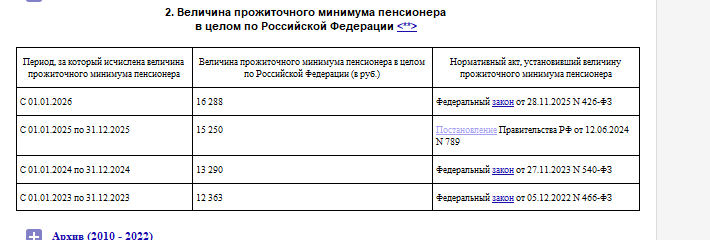 2. Величина прожиточного минимума пенсионера
в целом по Российской Федерации <**>
Период, за который исчислена величина
прожиточного минимума пенсионера
Величина прожиточного минимума пенсионера в целом
по Российской Федерации (в руб.)
Нормативный акт, установивший величину
прожиточного минимума пенсионера
С 01.01.2026
16 288
Федеральный закон от 28.11.2025 N 426-ФЗ
С 01.01.2025 по 31.12.2025
15 250
Постановление Правительства РФ от 12.06.2024
N 789
С 01.01.2024 по 31.12.2024
13 290
Федеральный закон от 27.11.2023 N 540-ФЗ
С 01.01.2023 по 31.12.2023
12 363
Федеральный закон от 05.12.2022 N 466-ФЗ
Архив (2010 - 2022)